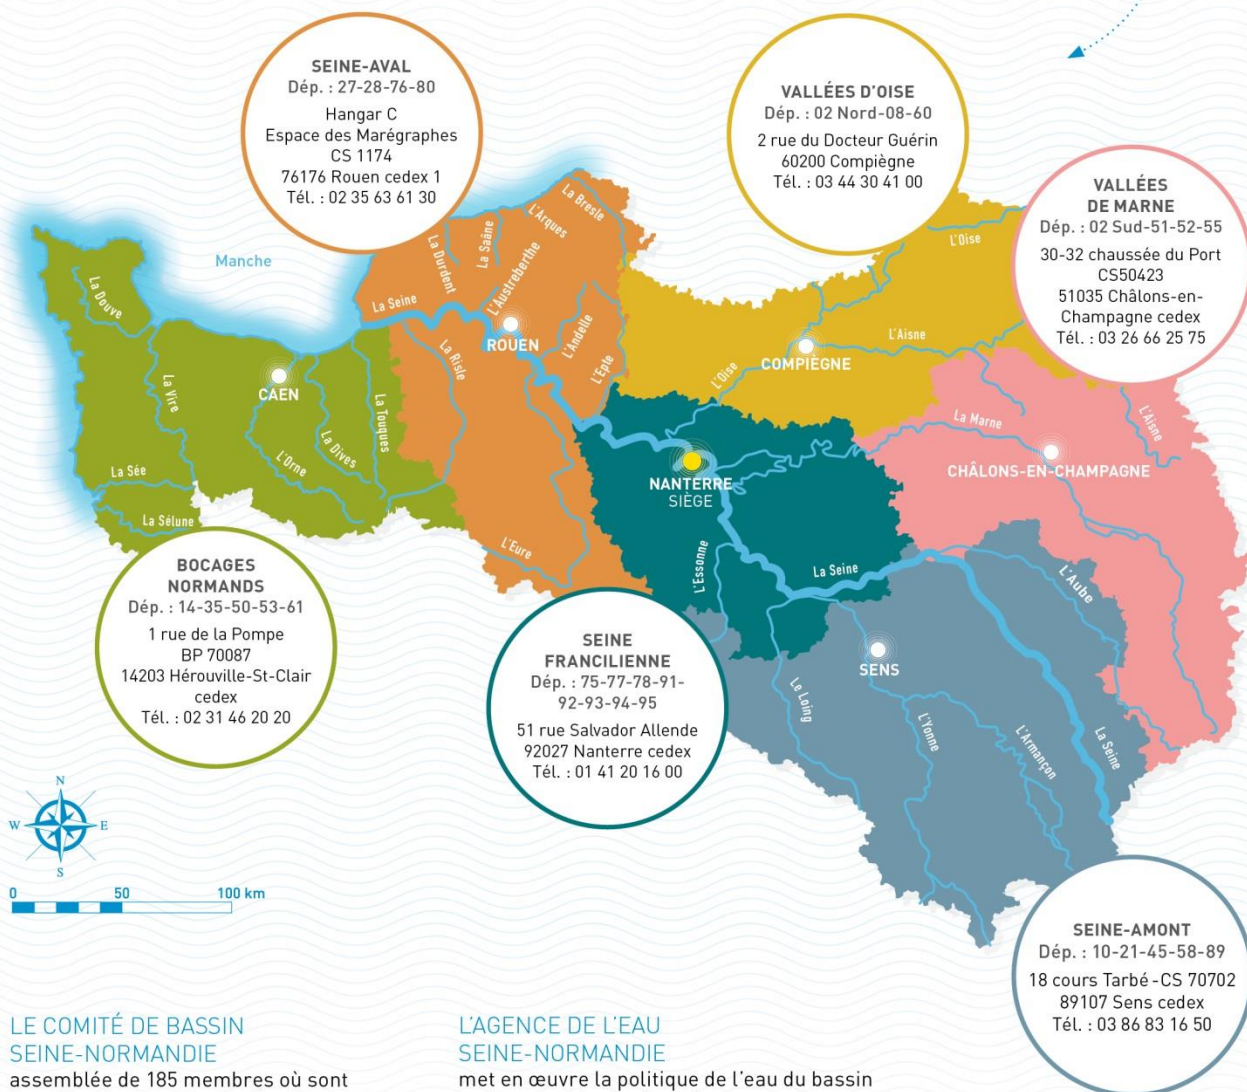 SEINE-AVAL
Dép. : 27-28-76-80
Hangar C
Espace des Marégraphes
CS 1174
76176 Rouen cedex 1
Tél. : 02 35 63 61 30
VALLÉES D'OISE
Dép. : 02 Nord-08-60
2 rue du Docteur Guérin
60200 Compiègne
Tél. : 03 44 30 41 00
VALLÉES
DE MARNE
Dép. : 02 Sud-51-52-55
30-32 chaussée du Port
CS50423
51035 Châlons-en-
Champagne cedex
Tél. : 03 26 66 25 75
Manche
La Douve
La Vire
La Sée
La Sélune
CAEN
L'Orne
La Dives
La Touques
La Seine
La Durdent
La Saâne
L'Arques
La Bresle
L'Austreberthe
ROUEN
L'Andelle
L'Epte
La Risle
L'Eure
L'Oise
L'Oise
COMPIÈGNE
L'Aisne
L'Aisne
La Marne
CHÂLONS-EN-CHAMPAGNE
NANTERRE
SIÈGE
L'Essonne
La Seine
L'Aube
SENS
Le Loing
L'Yonne
L'Armançon
La Seine
BOCAGES
NORMANDS
Dép. : 14-35-50-53-61
1 rue de la Pompe
BP 70087
14203 Hérouville-St-Clair
cedex
Tél. : 02 31 46 20 20
SEINE
FRANCILIENNE
Dép. : 75-77-78-91-
92-93-94-95
51 rue Salvador Allende
92027 Nanterre cedex
Tél. : 01 41 20 16 00
SEINE-AMONT
Dép. : 10-21-45-58-89
18 cours Tarbé - CS 70702
89107 Sens cedex
Tél. : 03 86 83 16 50
N
W
E
S
0 50 100 km
LE COMITÉ DE BASSIN
SEINE-NORMANDIE
assemblée de 185 membres où sont
L'AGENCE DE L'EAU
SEINE-NORMANDIE
met en œuvre la politique de l'eau du bassin